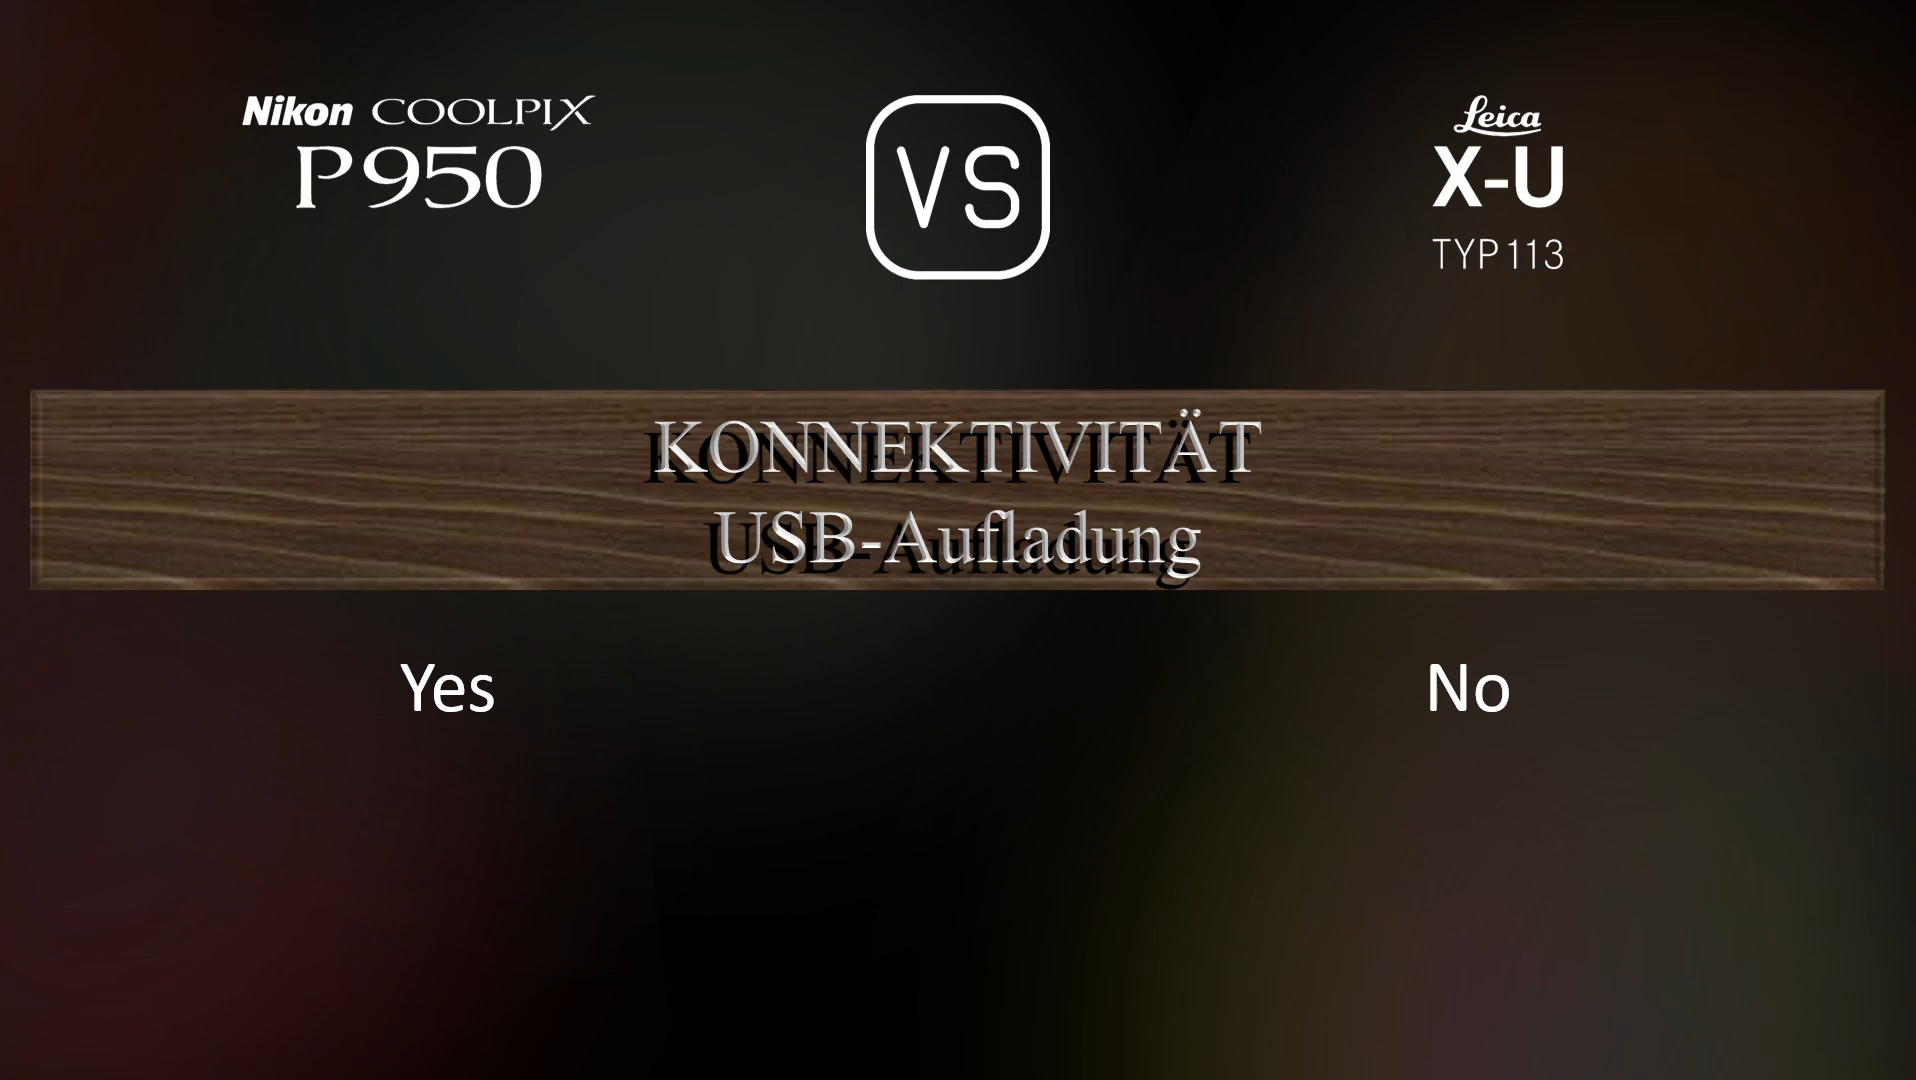 Nikon COOLPIX
P950
VS
Leica
X-U
TYP 113
KONNEKTIVITÄT
USB-Aufladung
Yes
No